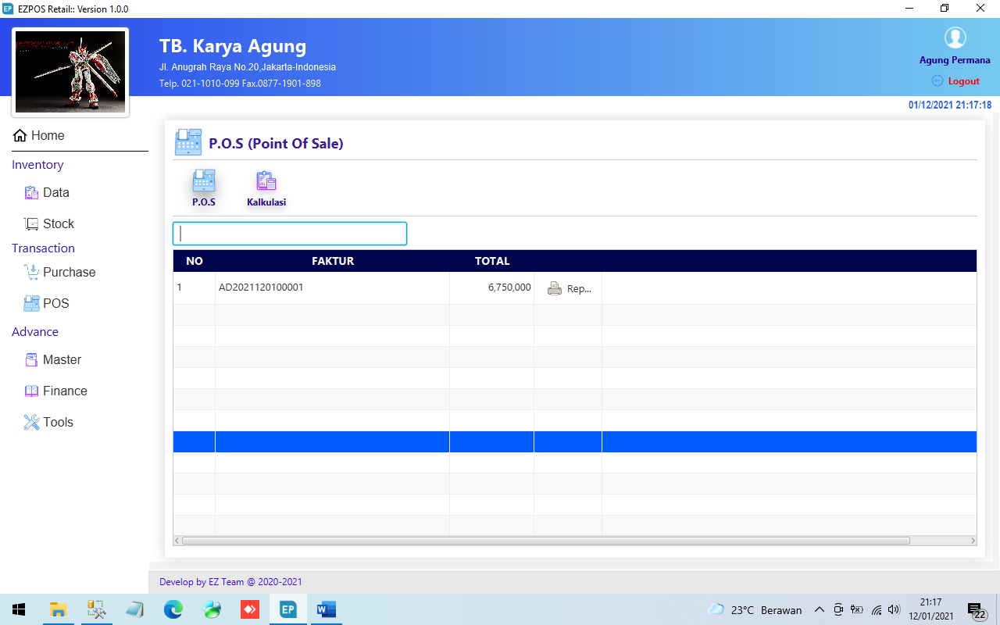 EP EZPOS Retail:: Version 1.0.0
TB. Karya Agung
Jl. Anugrah Raya No.20,Jakarta-Indonesia
Telp. 021-1010-099 Fax.0877-1901-898
Agung Permana
Logout
01/12/2021 21:17:18
Home
Inventory
Data
Stock
Transaction
Purchase
POS
Advance
Master
Finance
Tools
P.O.S (Point Of Sale)
P.O.S
Kalkulasi
NO FAKTUR TOTAL
1 AD2021120100001 6,750,000 Rep...
Develop by EZ Team @ 2020-2021
EP
W
23°C Berawan
21:17
12/01/2021
22